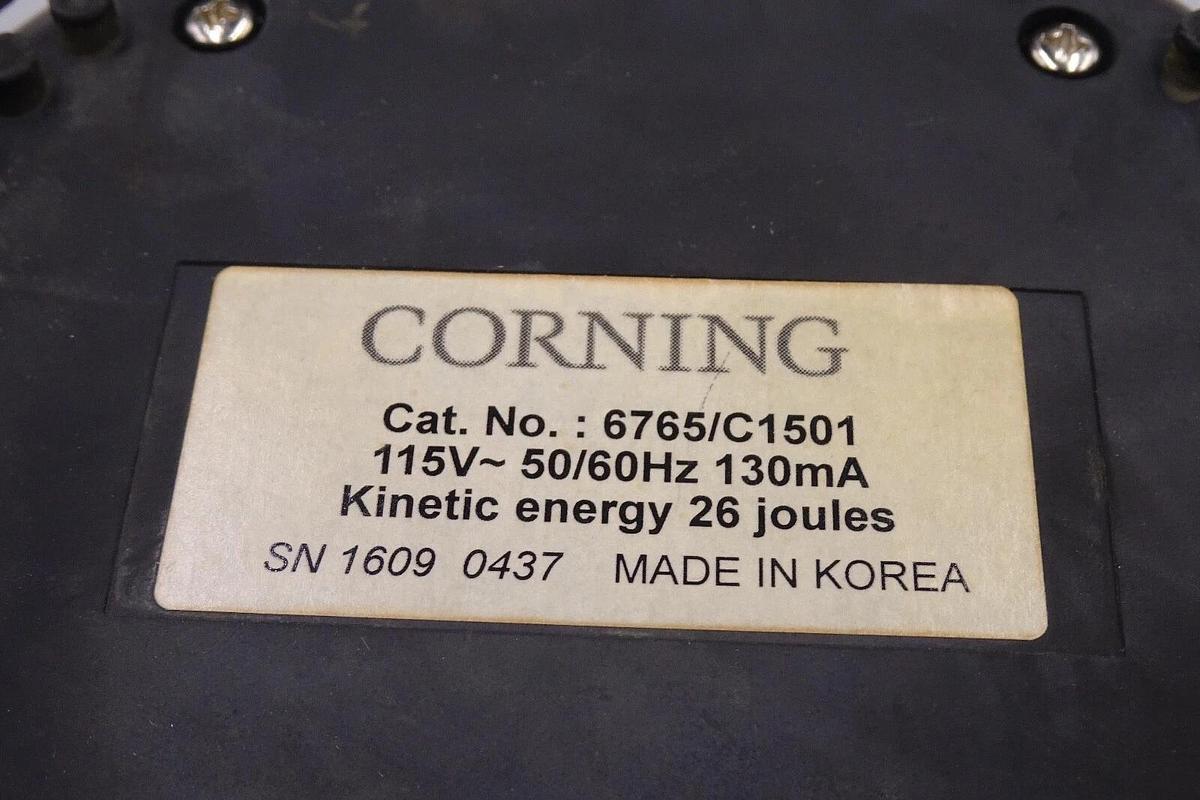 CORNING
Cat. No. : 6765/C1501
115V~ 50/60Hz 130mA
Kinetic energy 26 joules
SN 1609 0437 MADE IN KOREA